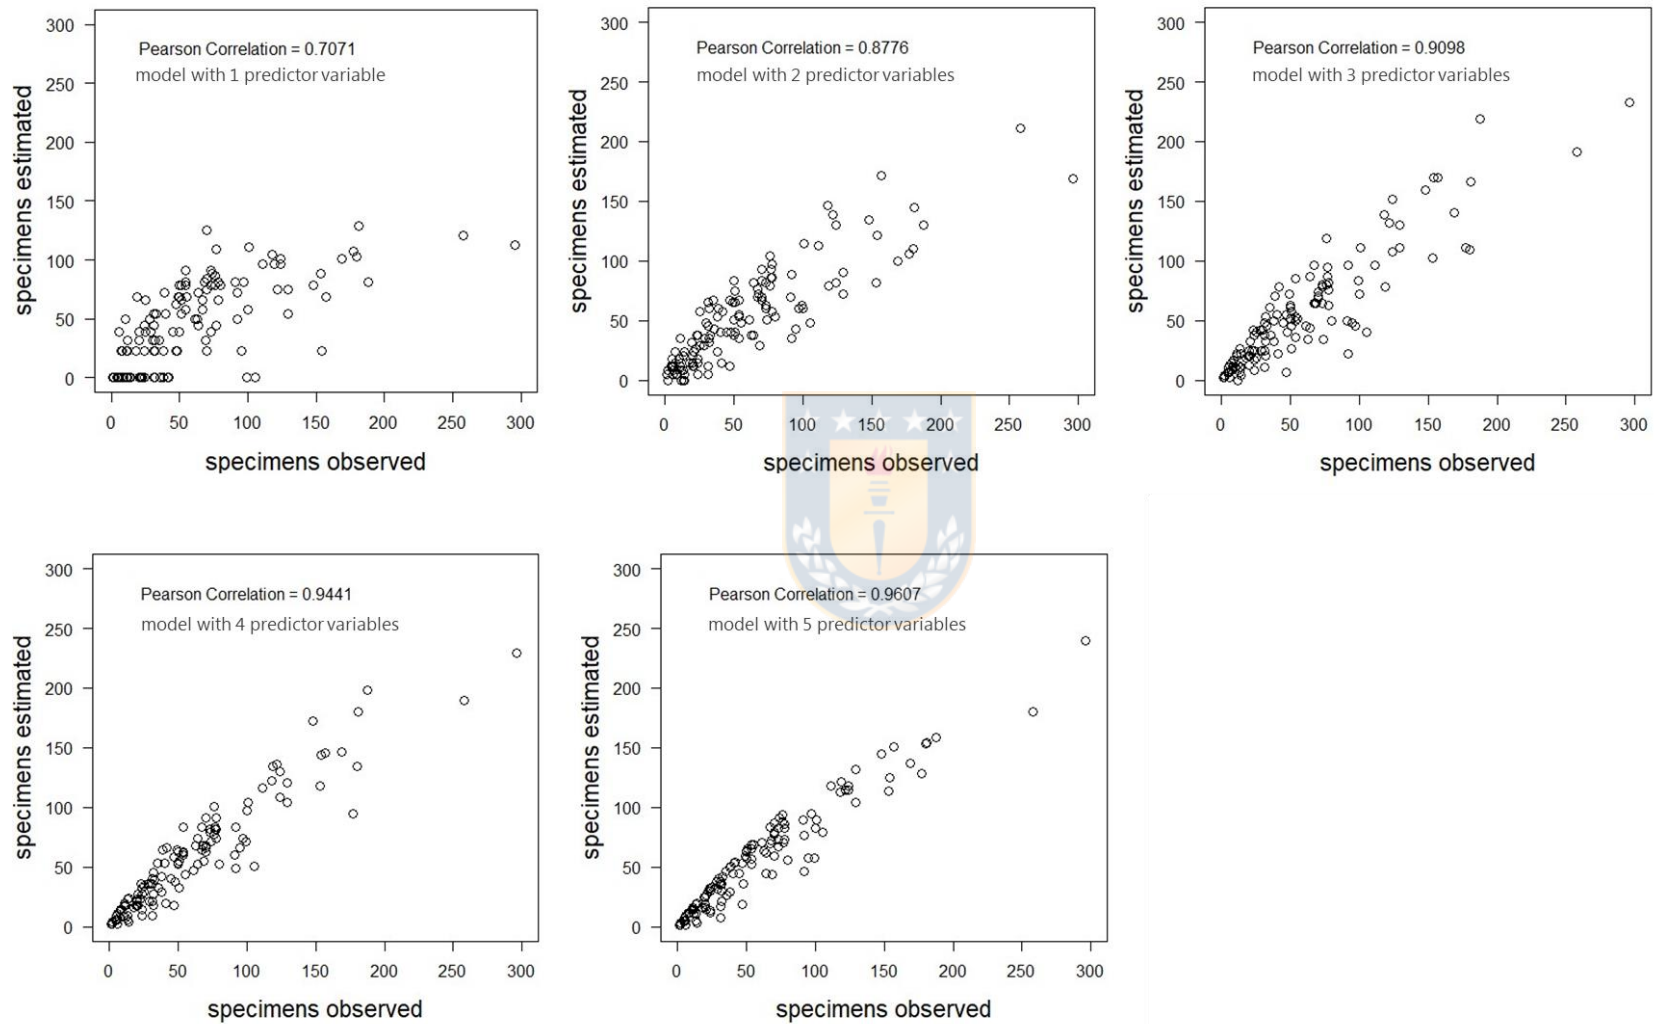 300
250
200
150
100
50
0
specimens estimated
Pearson Correlation = 0.7071
model with 1 predictor variable
0 50 100 150 200 250 300
specimens observed
300
250
200
150
100
50
0
specimens estimated
Pearson Correlation = 0.8776
model with 2 predictor variables
0 50 100 150 200 250 300
specimens observed
300
250
200
150
100
50
0
specimens estimated
Pearson Correlation = 0.9098
model with 3 predictor variables
0 50 100 150 200 250 300
specimens observed
300
250
200
150
100
50
0
specimens estimated
Pearson Correlation = 0.9441
model with 4 predictor variables
0 50 100 150 200 250 300
specimens observed
300
250
200
150
100
50
0
specimens estimated
Pearson Correlation = 0.9607
model with 5 predictor variables
0 50 100 150 200 250 300
specimens observed